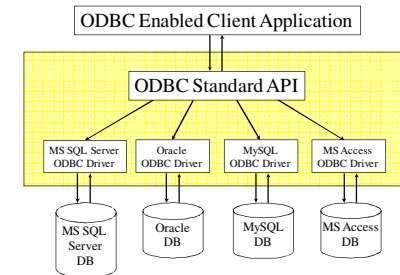 ODBC Enabled Client Application
ODBC Standard API
MS SQL Server
ODBC Driver
Oracle
ODBC Driver
MySQL
ODBC Driver
MS Access
ODBC Driver
MS SQL
Server
DB
Oracle
DB
MySQL
DB
MS Access
DB